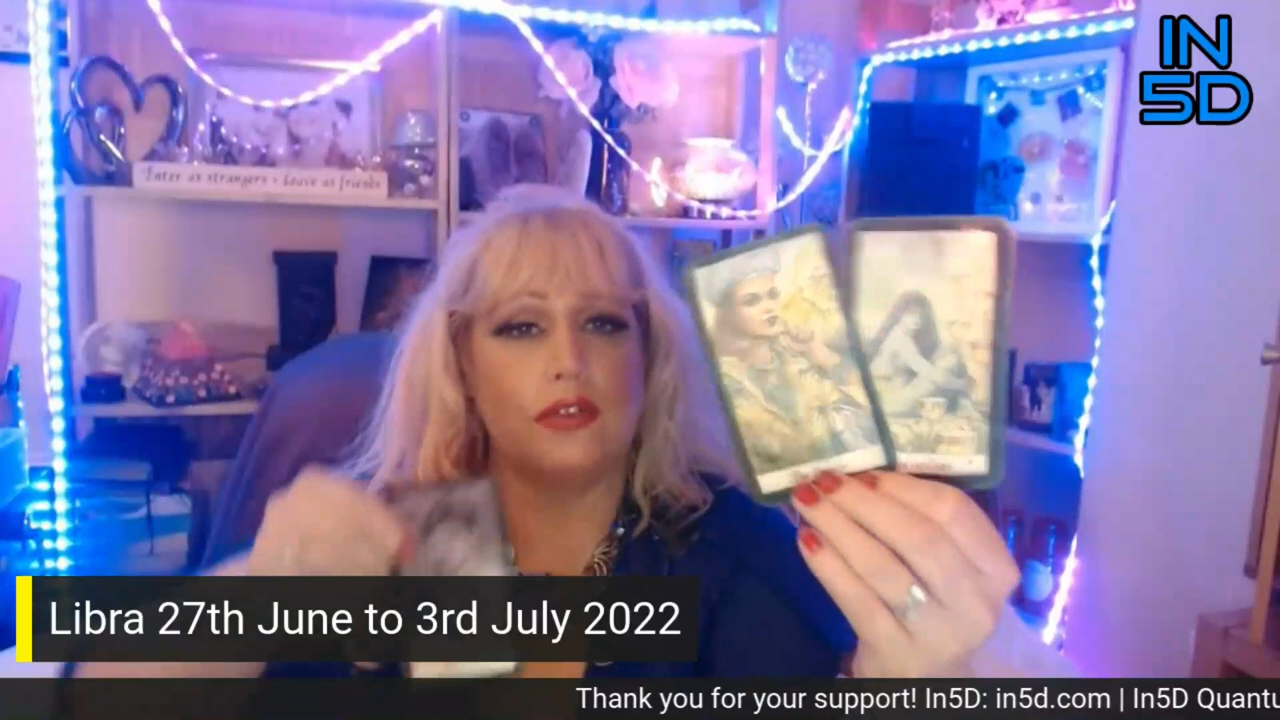 IN
5D
Enter as strangers • Leave as friends
Libra 27th June to 3rd July 2022
Thank you for your support! In5D: in5d.com | In5D Quantu